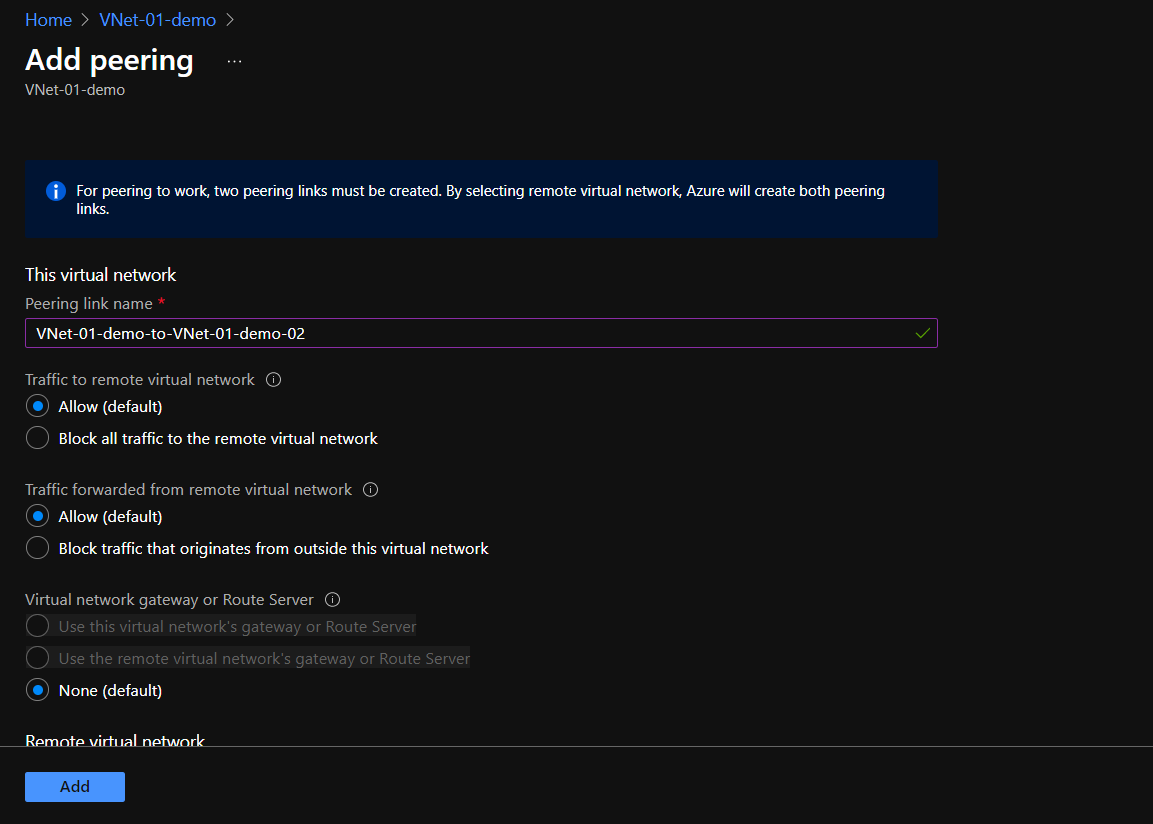 Home > VNet-01-demo >
Add peering ...
VNet-01-demo
For peering to work, two peering links must be created. By selecting remote virtual network, Azure will create both peering
links.
This virtual network
Peering link name *
VNet-01-demo-to-VNet-01-demo-02
Traffic to remote virtual network
Allow (default)
Block all traffic to the remote virtual network
Traffic forwarded from remote virtual network
Allow (default)
Block traffic that originates from outside this virtual network
Virtual network gateway or Route Server
Use this virtual network's gateway or Route Server
Use the remote virtual network's gateway or Route Server
None (default)
Remote virtual network
Add